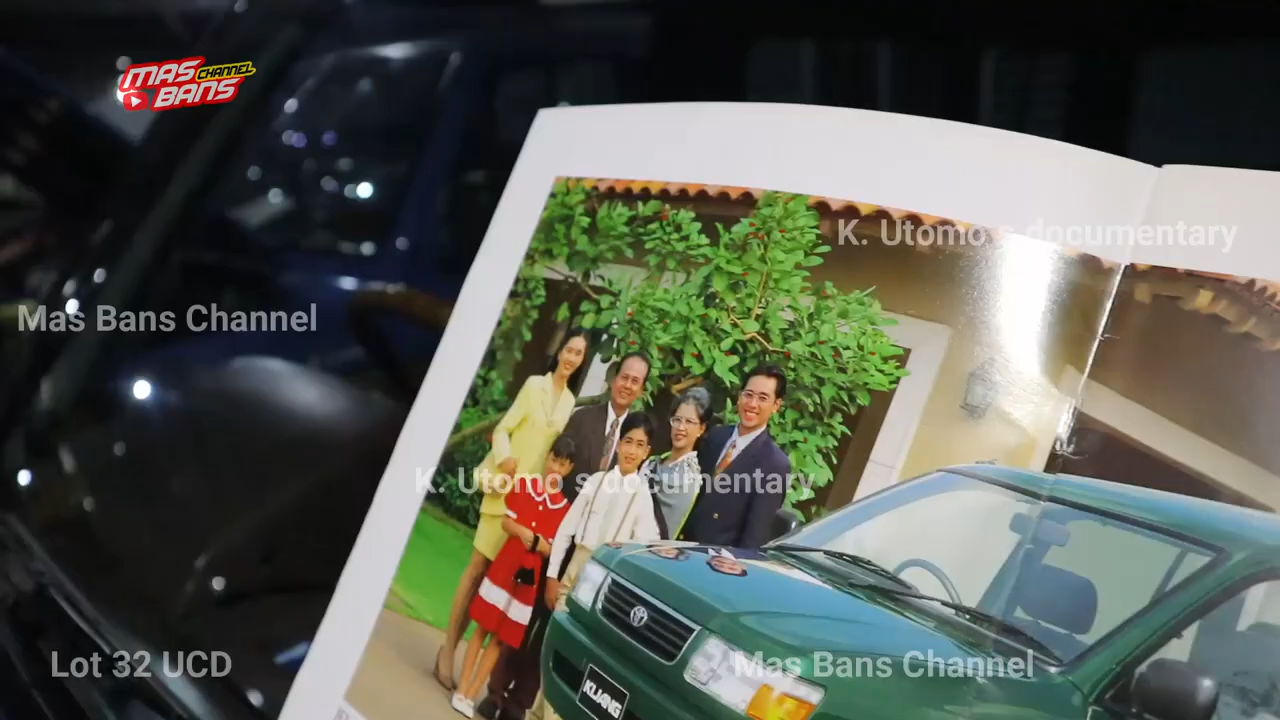 MAS CHANNEL
BANS
K. Utomo s documentary
Mas Bans Channel
K. Utomo s documentary
Lot 32 UCD
Mas Bans Channel
KIJANG